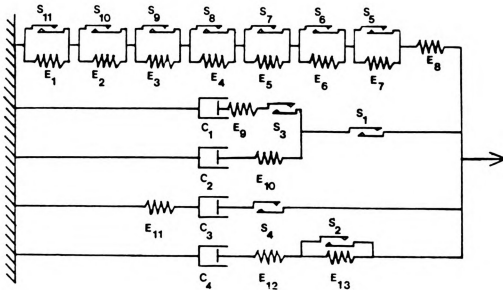 S11 S10 S9 S8 S7 S6 S5
E1 E2 E3 E4 E5 E6 E7 E8
C1 E9 S3 S1
C2 E10
E11 C3 S4 S2
C4 E12 E13